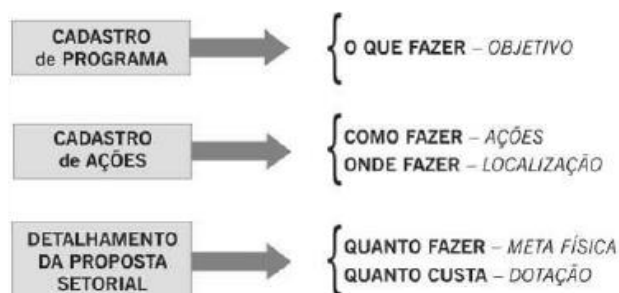 CADASTRO
de PROGRAMA
O QUE FAZER – OBJETIVO
CADASTRO
de AÇÕES
COMO FAZER – AÇÕES
ONDE FAZER – LOCALIZAÇÃO
DETALHAMENTO
DA PROPOSTA
SETORIAL
QUANTO FAZER – META FÍSICA
QUANTO CUSTA – DOTAÇÃO